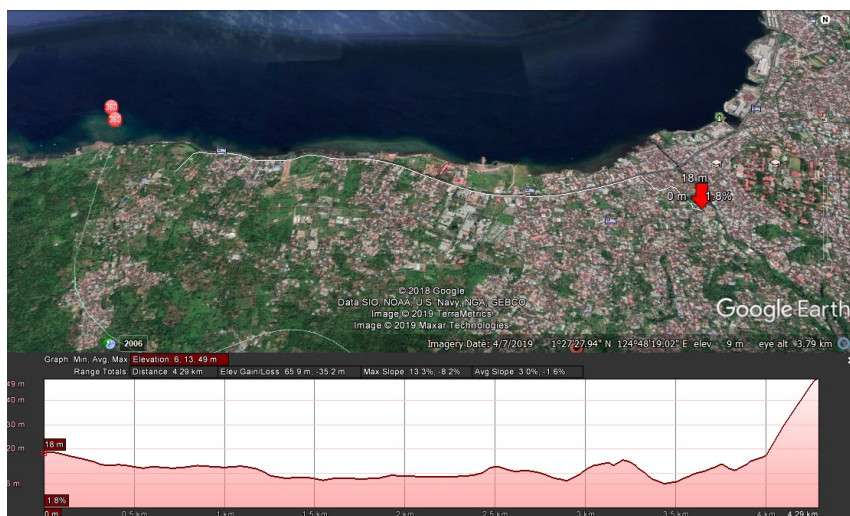 N
360
360
18 m
0 m 1.8%
© 2018 Google
Data SIO, NOAA, U.S. Navy, NGA, GEBCO
Image © 2019 TerraMetrics
Image © 2019 Maxar Technologies
Google Earth
2006
Imagery Date: 4/7/2019 1°27'27.94" N 124°48'19.02" E elev 9 m eye alt 3.79 km
Graph: Min, Avg, Max Elevation: 6, 13, 49 m
Range Totals: Distance: 4.29 km Elev Gain/Loss: 65.9 m, -35.2 m Max Slope: 13.3%, -8.2% Avg Slope: 3.0%, -1.6%
49 m
40 m
30 m
20 m
18 m
6 m
1.8%
0 m 0.5 km 1 km 1.5 km 2 km 2.5 km 3 km 3.5 km 4 km 4.29 km